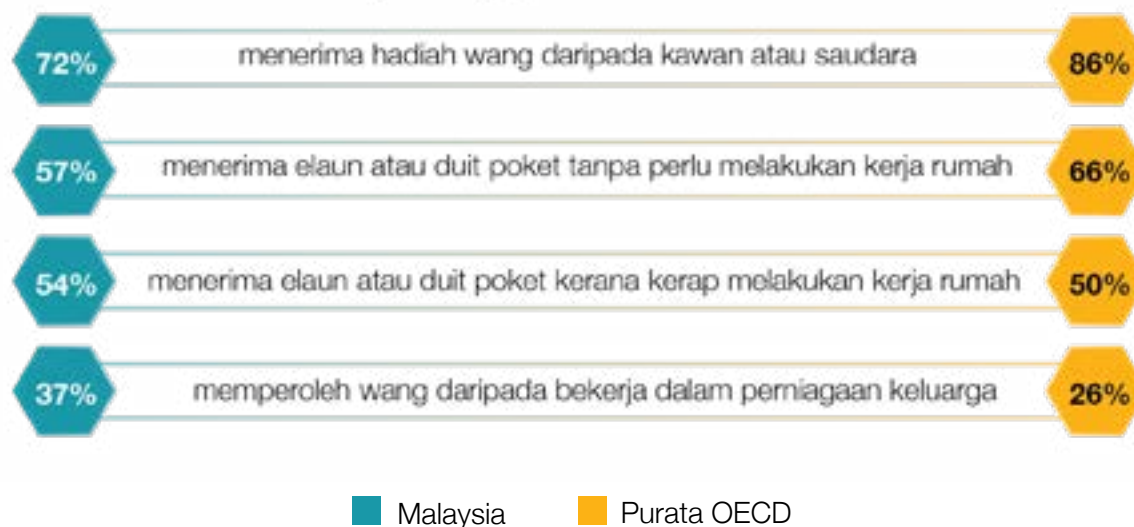 72% menerima hadiah wang daripada kawan atau saudara 86%
57% menerima elaun atau duit poket tanpa perlu melakukan kerja rumah 66%
54% menerima elaun atau duit poket kerana kerap melakukan kerja rumah 50%
37% memperoleh wang daripada bekerja dalam perniagaan keluarga 26%
Malaysia Purata OECD